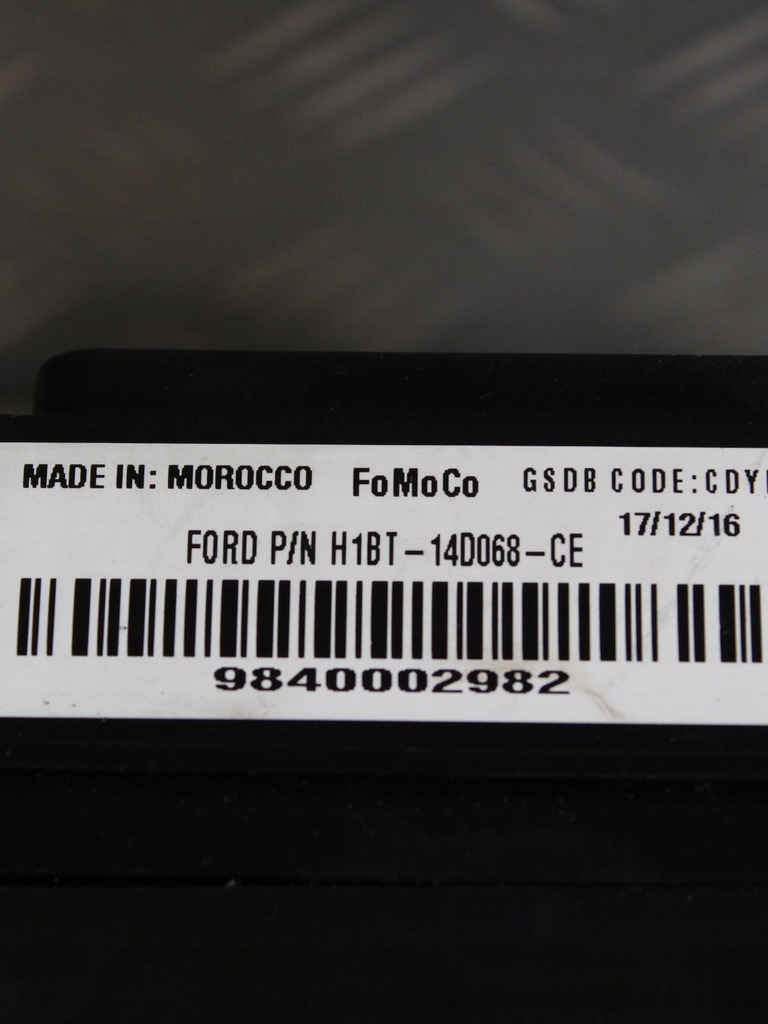 MADE IN: MOROCCO FoMoCo GSDB CODE:CDY
17/12/16
FORD P/N H1BT-14D068-CE
9840002982